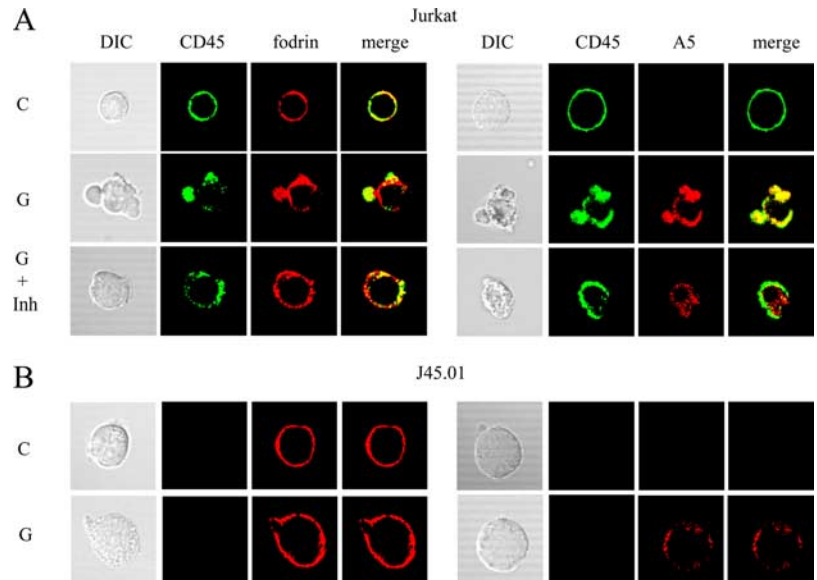 A
Jurkat
DIC CD45 fodrin merge DIC CD45 A5 merge
C
G
G
+
Inh
B
J45.01
C
G